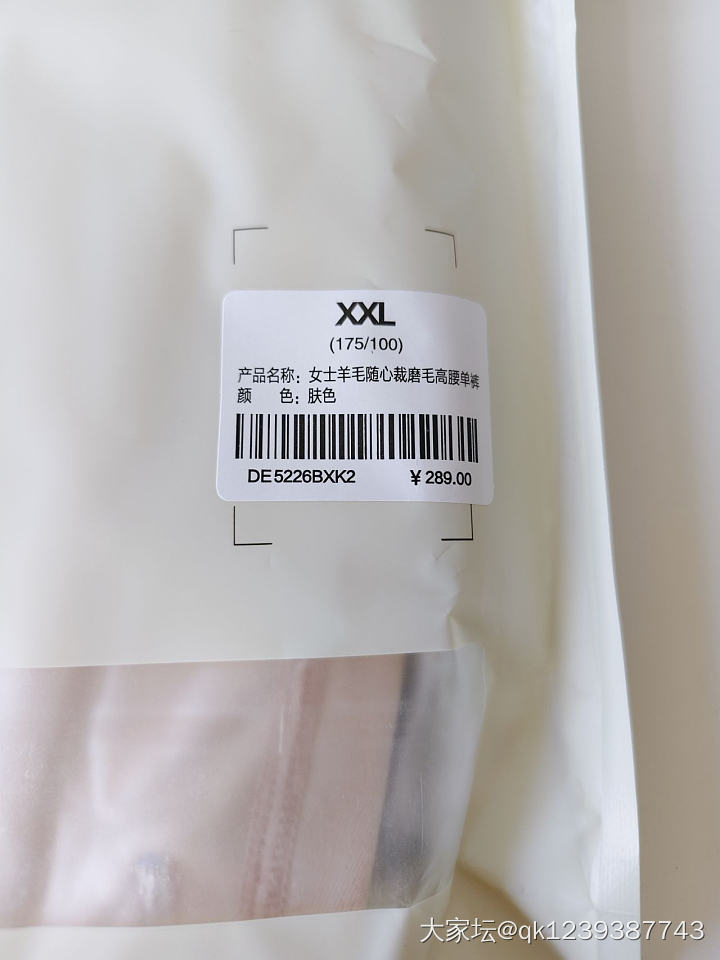 XXL
(175/100)
产品名称：女士羊毛随心裁磨毛高腰单裤
颜 色：肤色
DE5226BXK2 ¥289.00
大家坛@qk1239387743